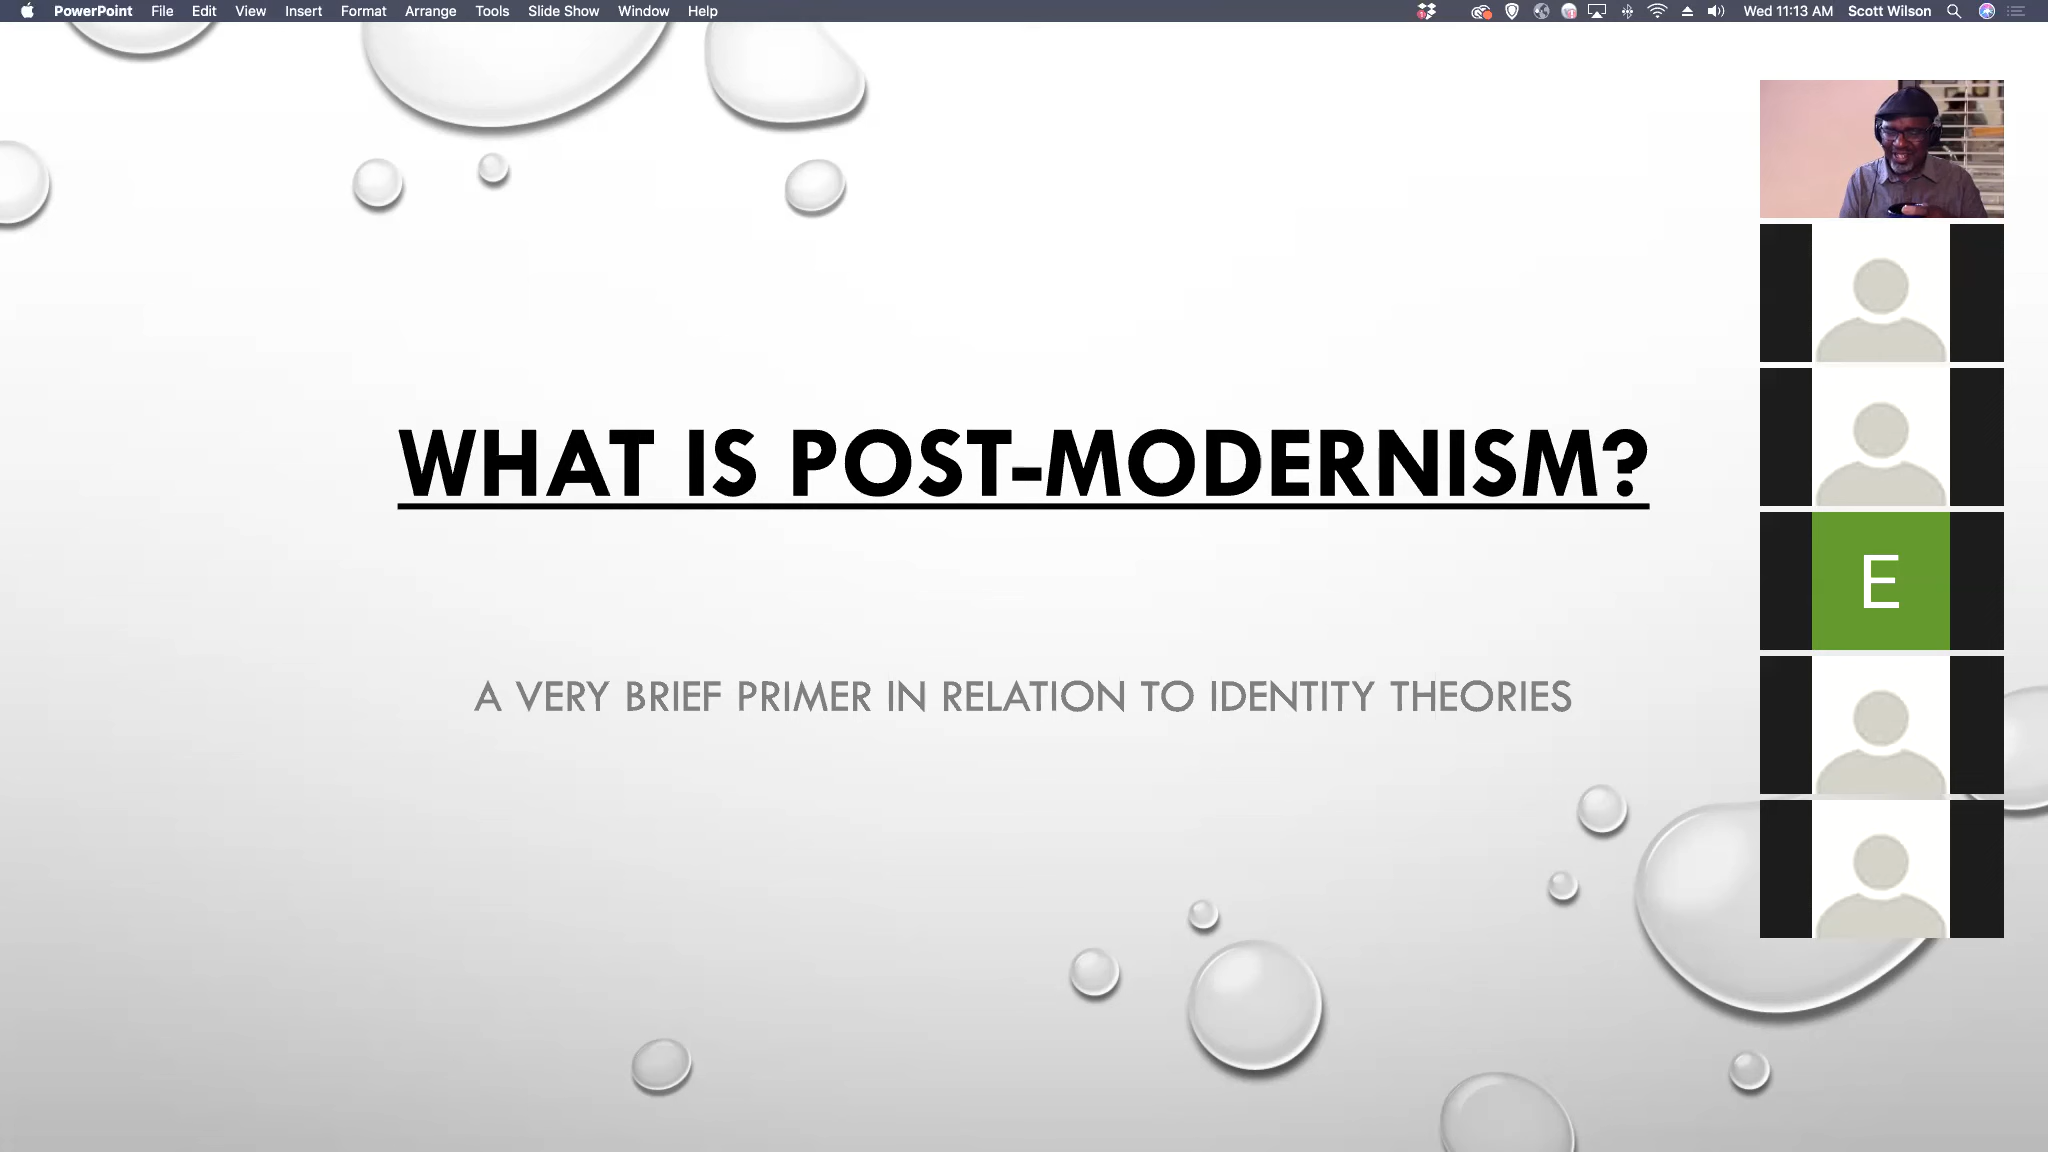 PowerPoint File Edit View Insert Format Arrange Tools Slide Show Window Help Wed 11:13 AM Scott Wilson
WHAT IS POST-MODERNISM?
E
A VERY BRIEF PRIMER IN RELATION TO IDENTITY THEORIES